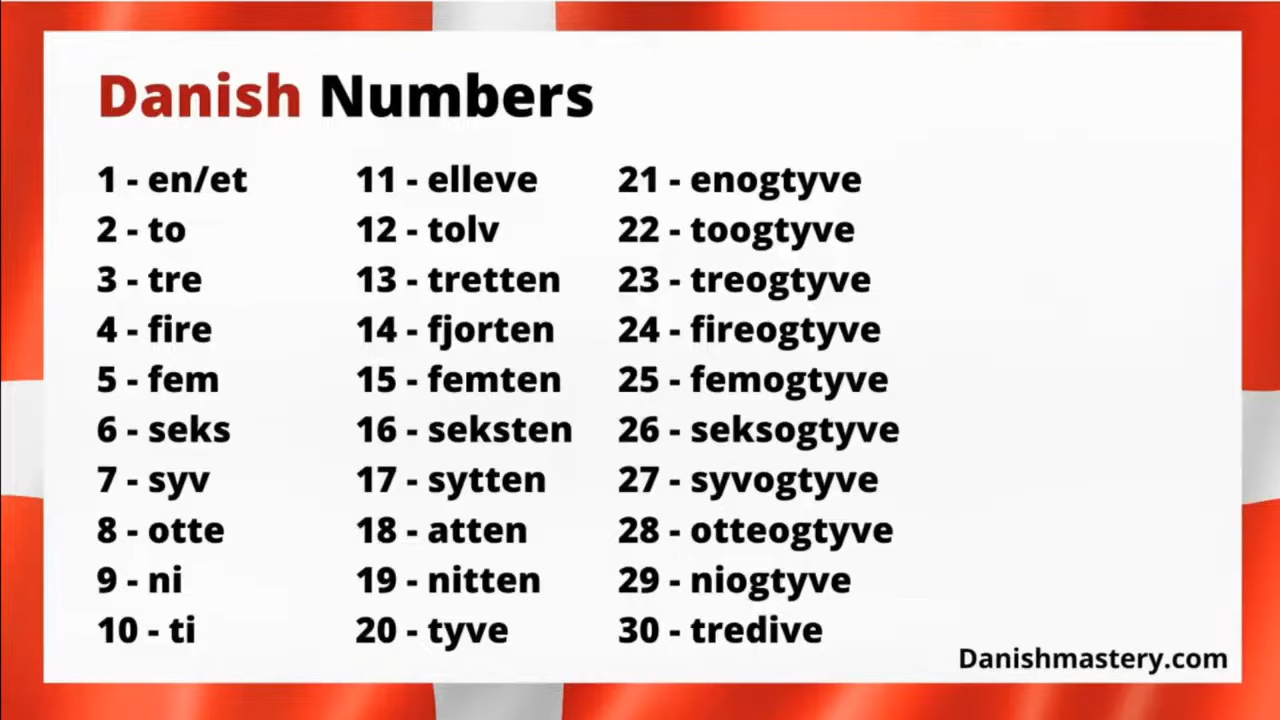 Danish Numbers
1 - en/et
2 - to
3 - tre
4 - fire
5 - fem
6 - seks
7 - syv
8 - otte
9 - ni
10 - ti
11 - elleve
12 - tolv
13 - tretten
14 - fjorten
15 - femten
16 - seksten
17 - sytten
18 - atten
19 - nitten
20 - tyve
21 - enogtyve
22 - toogtyve
23 - treogtyve
24 - fireogtyve
25 - femogtyve
26 - seksogtyve
27 - syvogtyve
28 - otteogtyve
29 - niogtyve
30 - tredive
Danishmastery.com